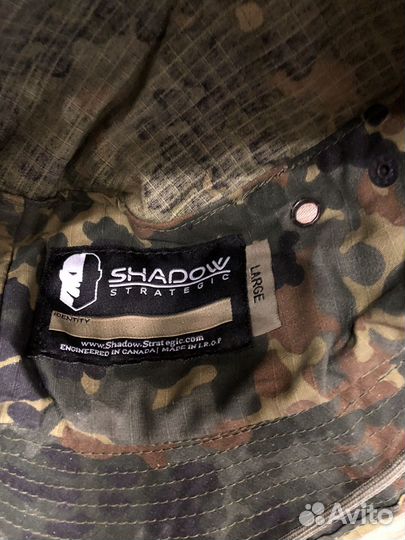 SHADOW
STRATEGIC
IDENTITY
LARGE
www.Shadow.Strategic.com
ENGINEERED IN CANADA | MADE IN I.R.O.P
Avito